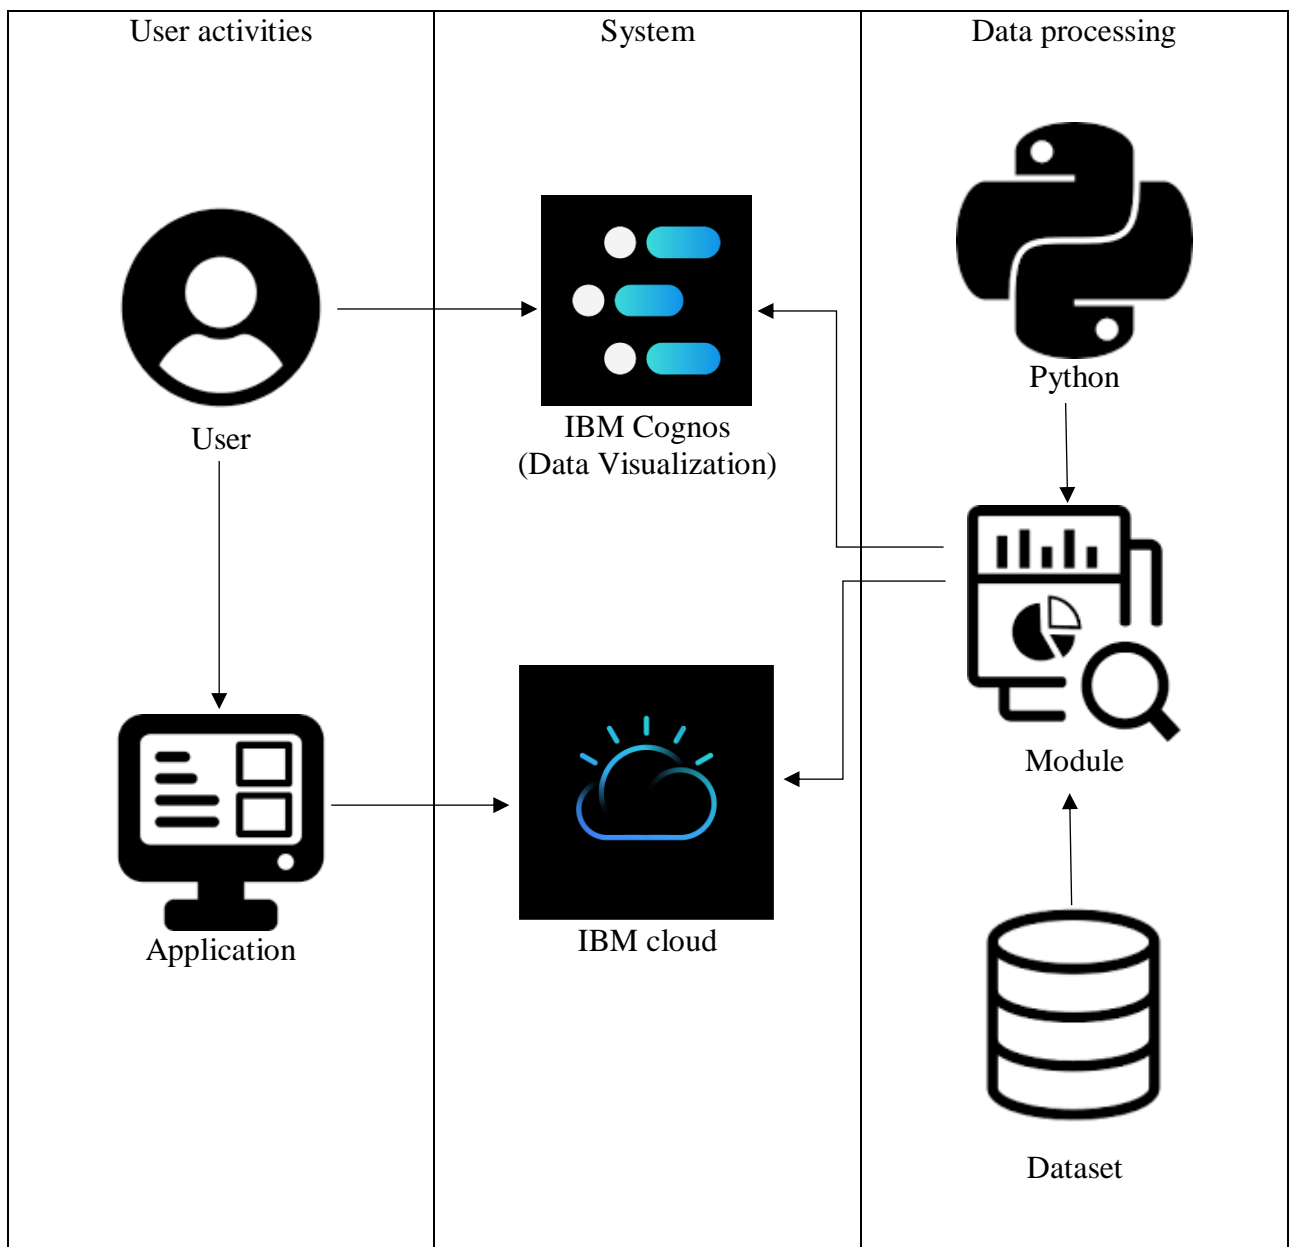 User activities
System
Data processing
User
IBM Cognos
(Data Visualization)
Python
Module
Application
IBM cloud
Dataset